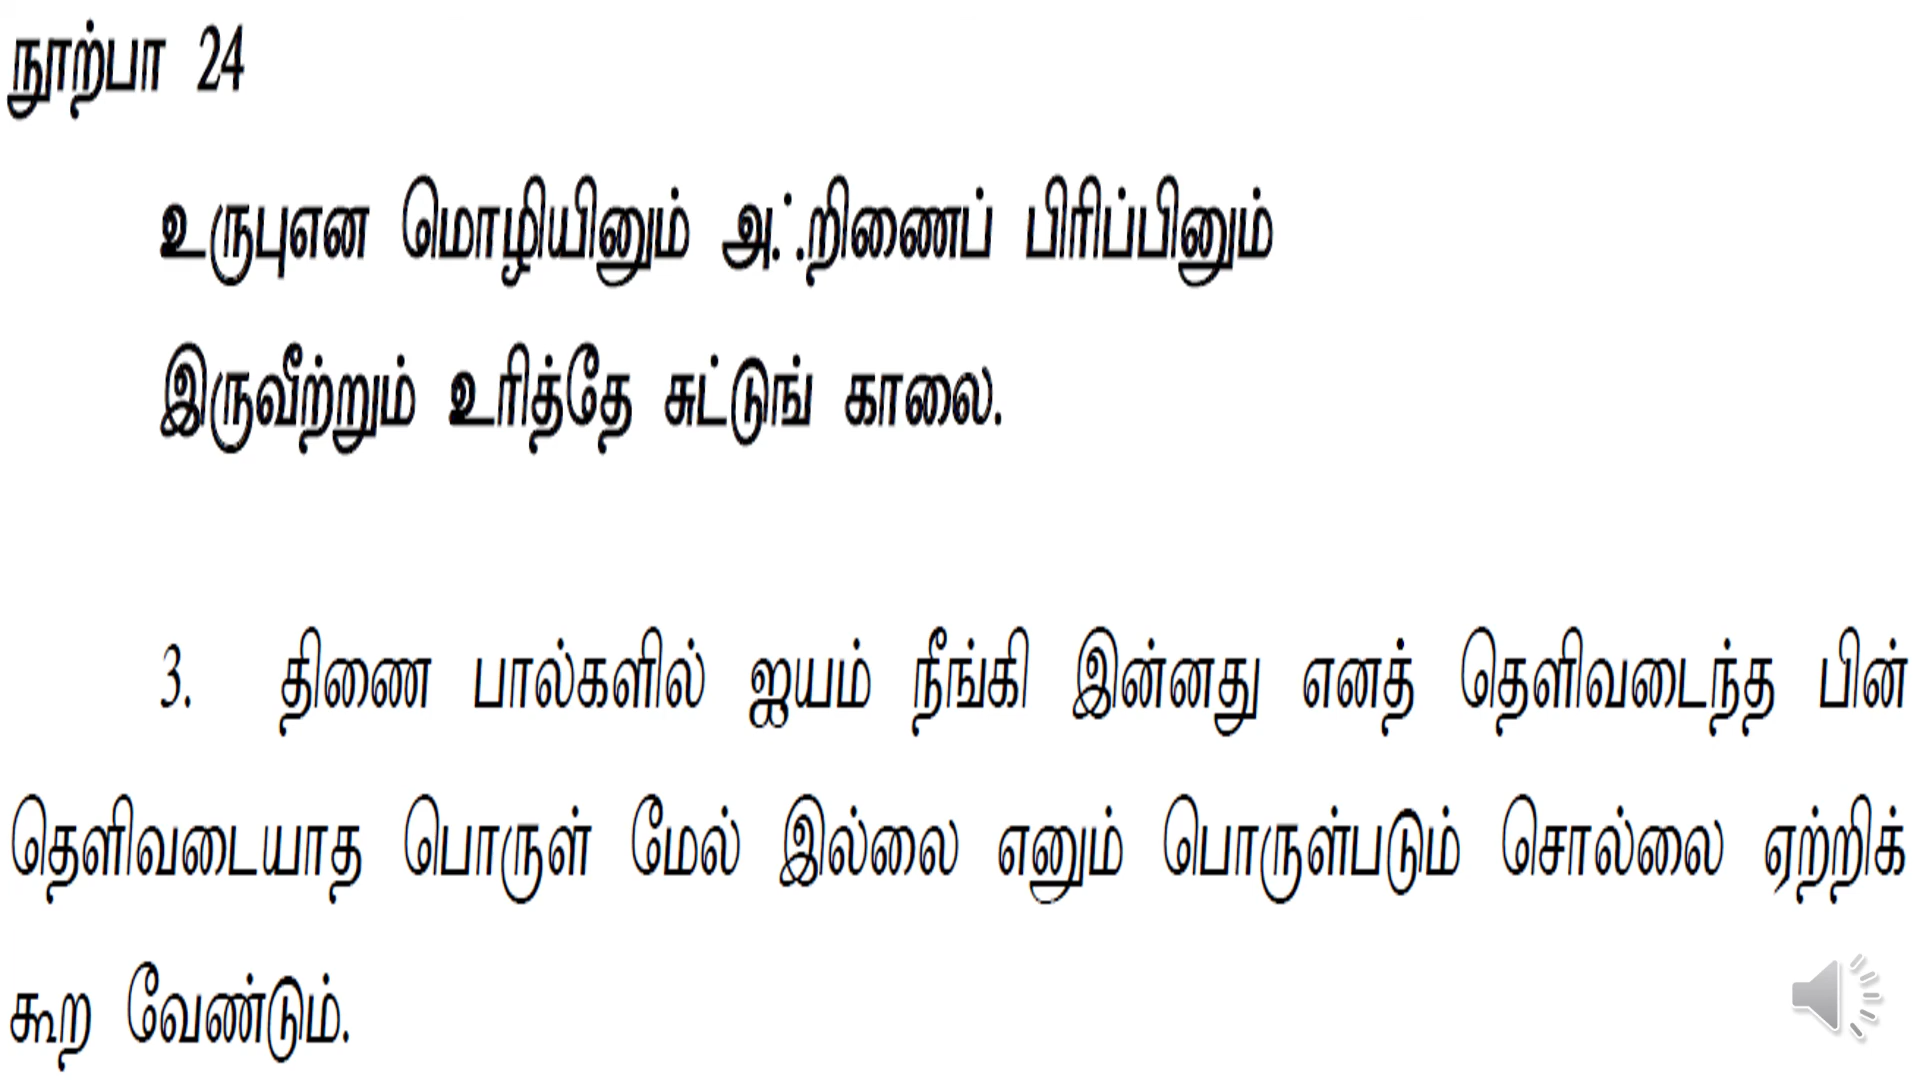 நூற்பா 24
உருபுஎன மொழியினும் அஃறிணைப் பிரிப்பினும்
இருவீற்றும் உரித்தே சுட்டுங் காலை.
3. திணை பால்களில் ஐயம் நீங்கி இன்னது எனத் தெளிவடைந்த பின்
தெளிவடையாத பொருள் மேல் இல்லை எனும் பொருள்படும் சொல்லை ஏற்றிக்
கூற வேண்டும்.